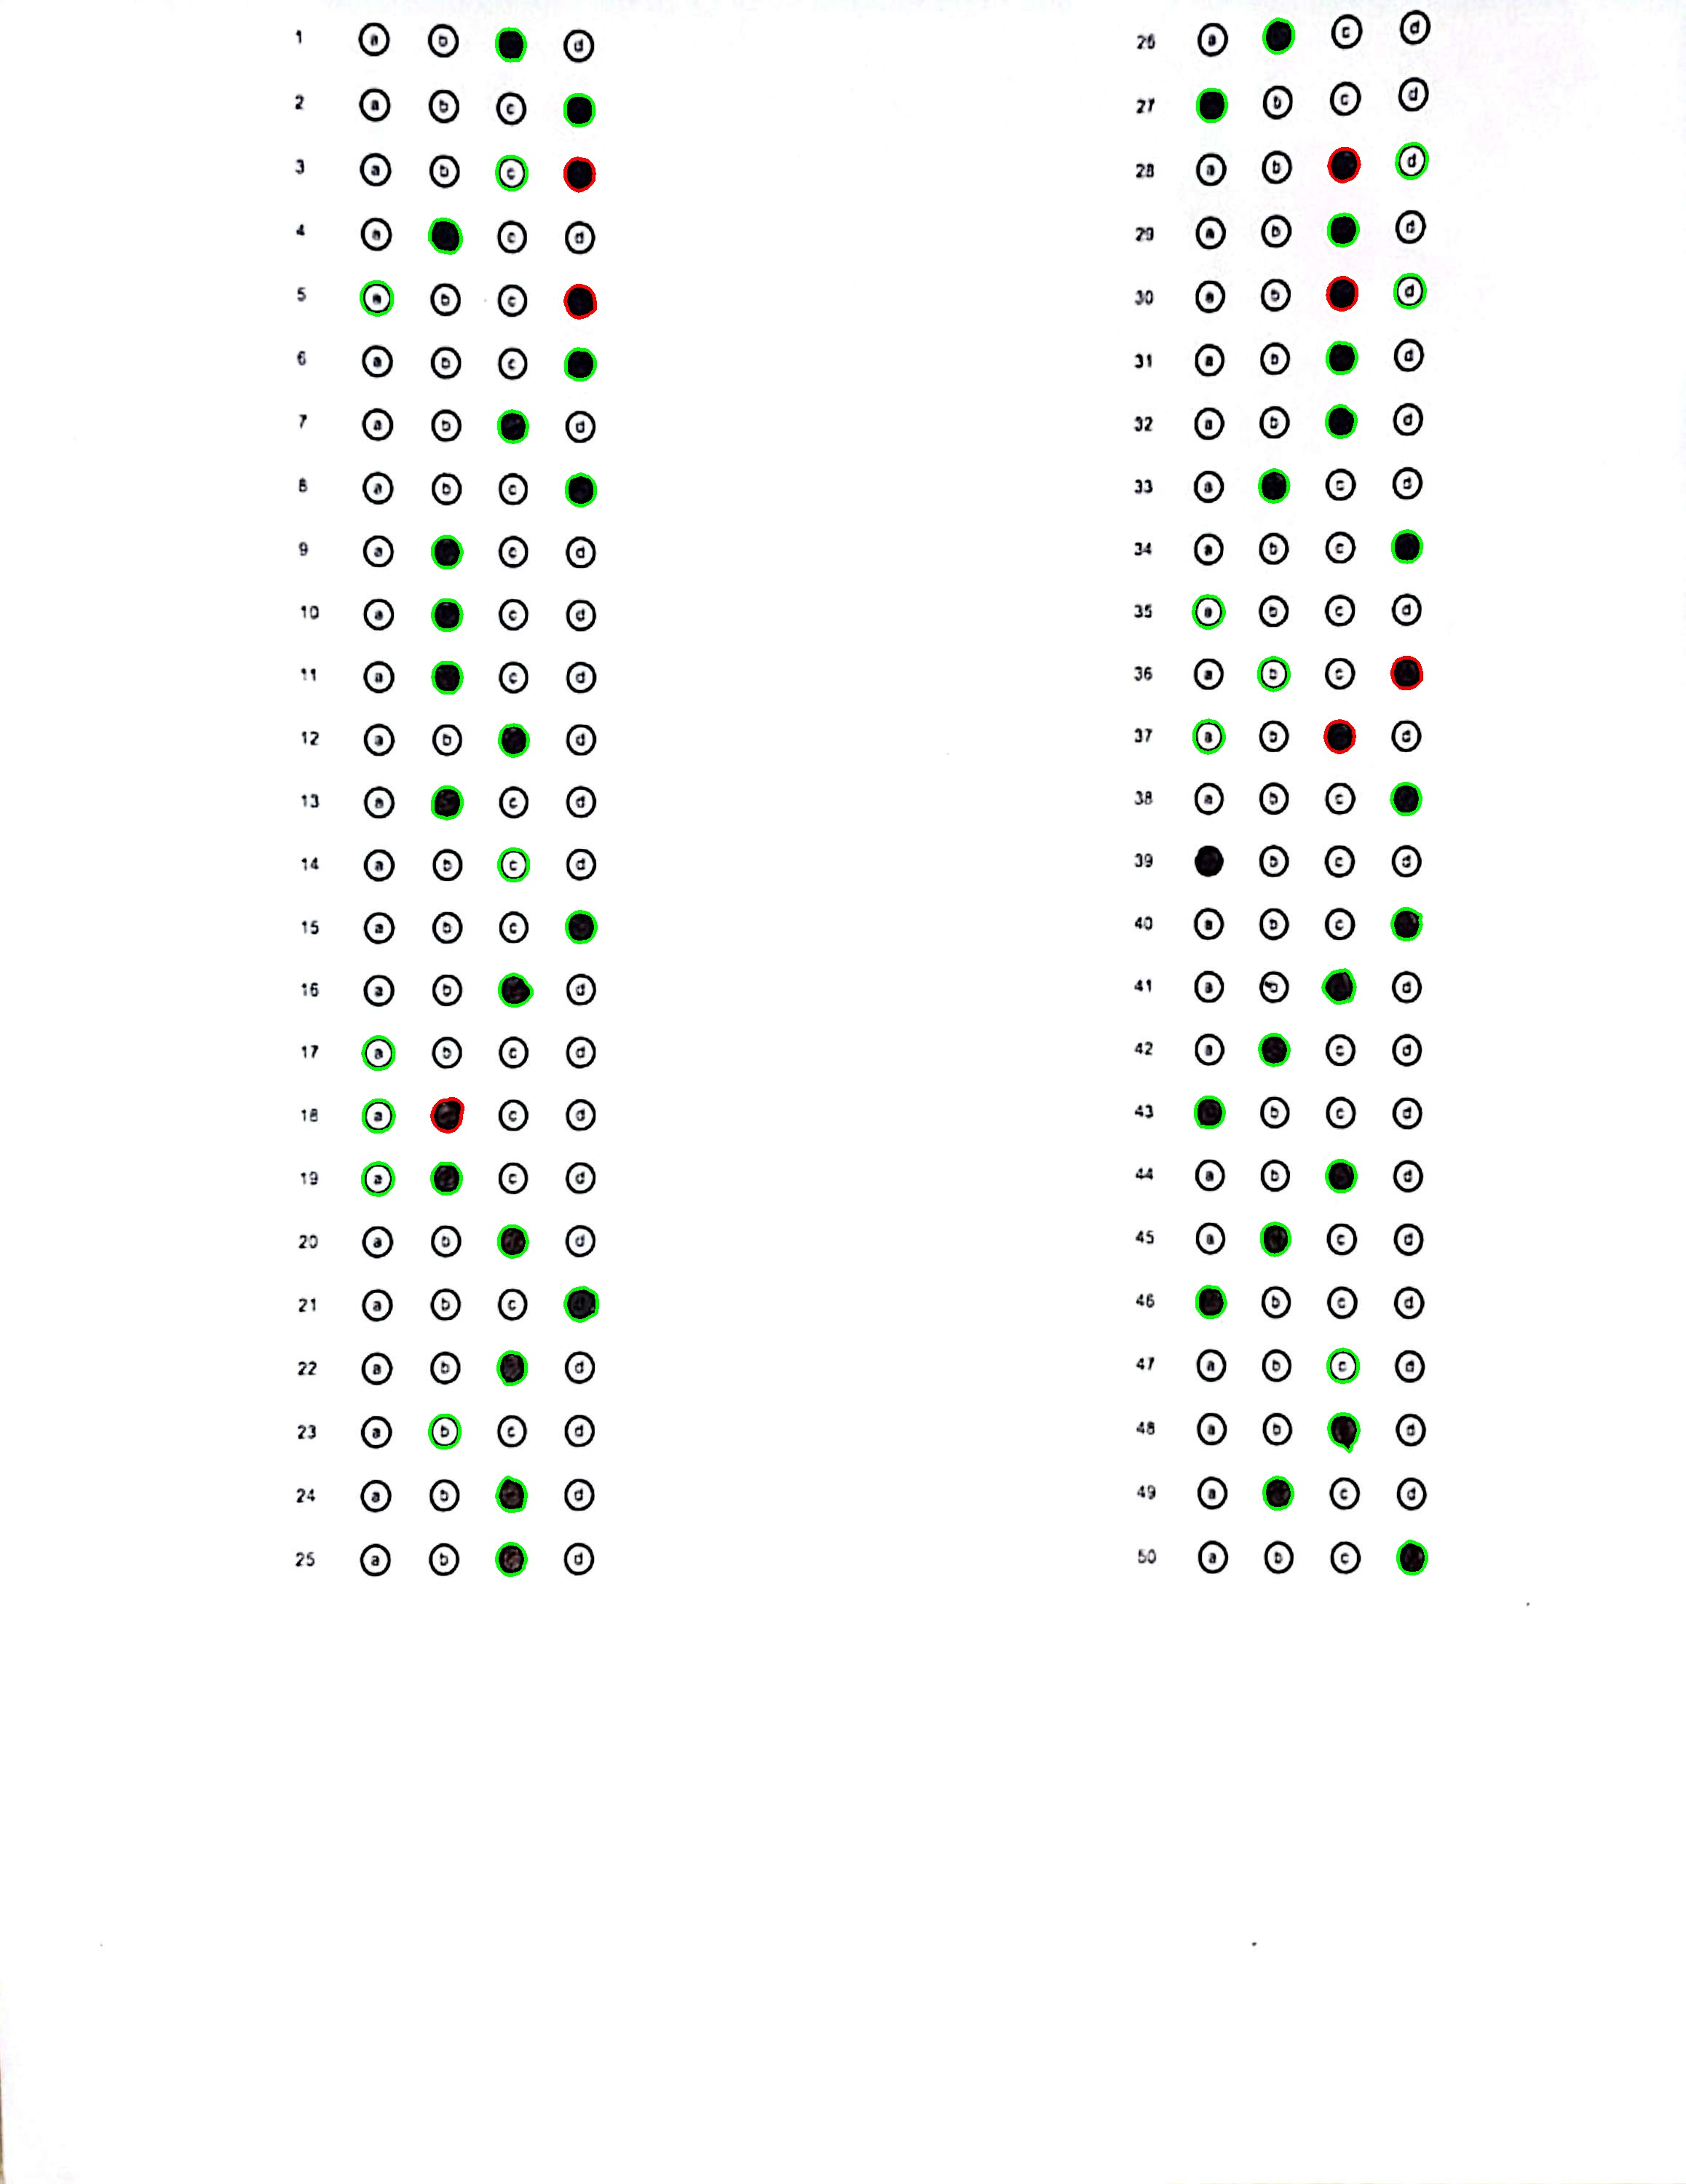 1 a b d
2 a b c
3 a b c
4 a c d
5 a b c
6 a b c
7 a b d
8 a b c
9 a c d
10 a c d
11 a c d
12 a b d
13 a c d
14 a b c d
15 a b c
16 a b d
17 a b c d
18 a c d
19 a c d
20 a b d
21 a b c
22 a b d
23 a b c d
24 a b d
25 a b d
26 a c d
27 b c d
28 a b d
29 a b d
30 a b d
31 a b d
32 a b d
33 a c d
34 a b c
35 a b c d
36 a b c
37 a b d
38 a b c
39 b c d
40 a b c
41 a b d
42 a c d
43 b c d
44 a b d
45 a c d
46 b c d
47 a b c d
48 a b d
49 a c d
50 a b c